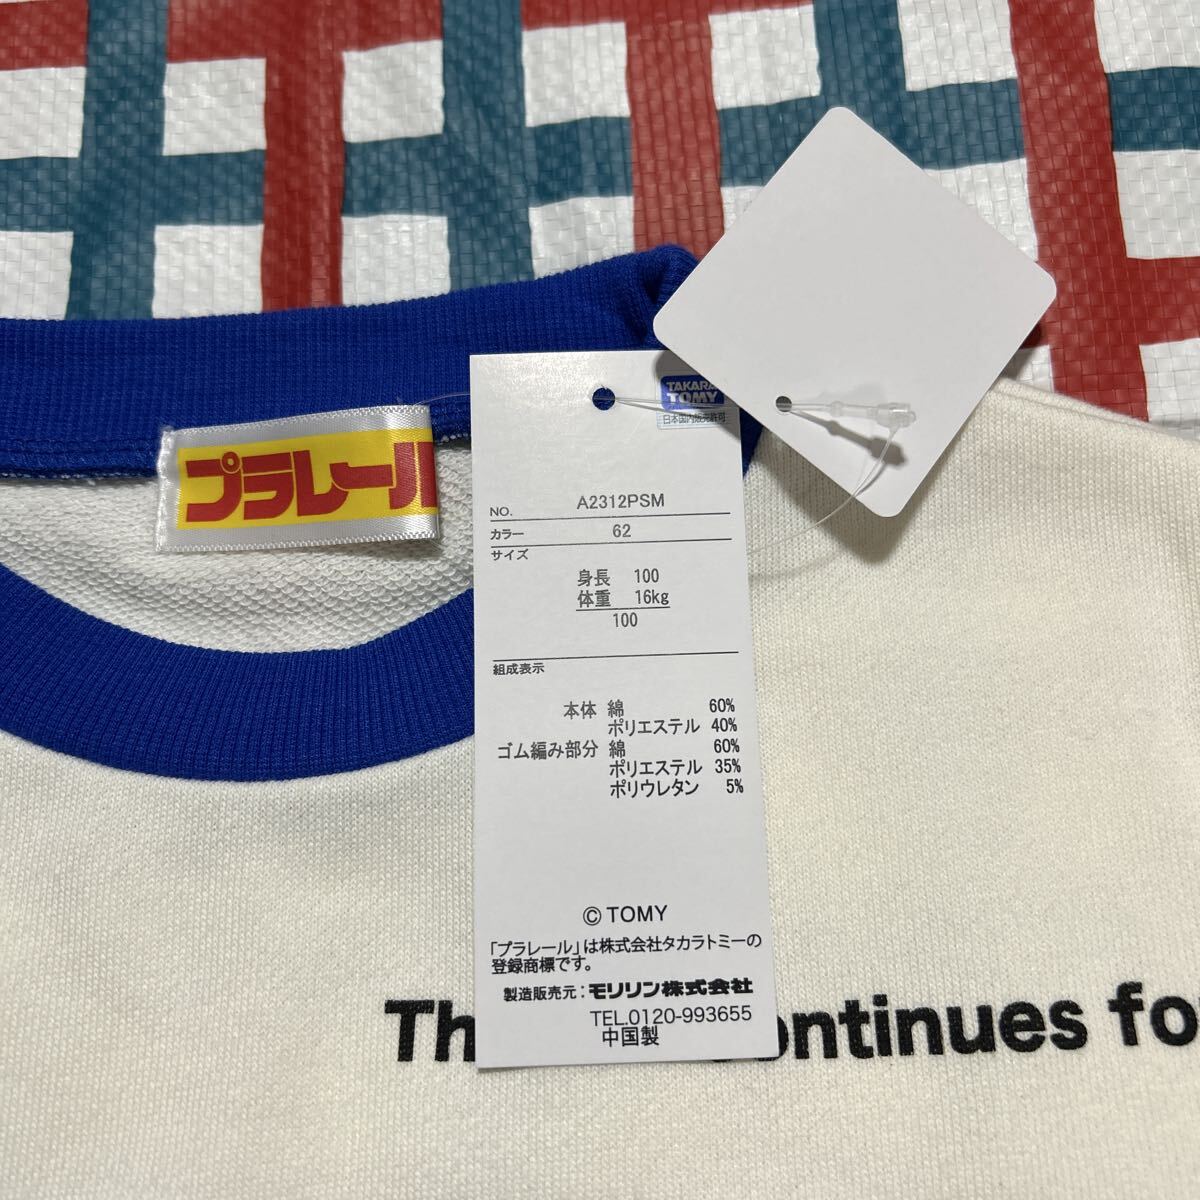 プラレール
TAKARA
TOMY
日本国内販売許可
NO. A2312PSM
カラー 62
サイズ
身長 100
体重 16kg
100
組成表示
本体 綿 60%
ポリエステル 40%
ゴム編み部分 綿 60%
ポリエステル 35%
ポリウレタン 5%
© TOMY
「プラレール」は株式会社タカラトミーの
登録商標です。
製造販売元:モリリン株式会社
TEL.0120-993655
中国製
Th ontinues fo